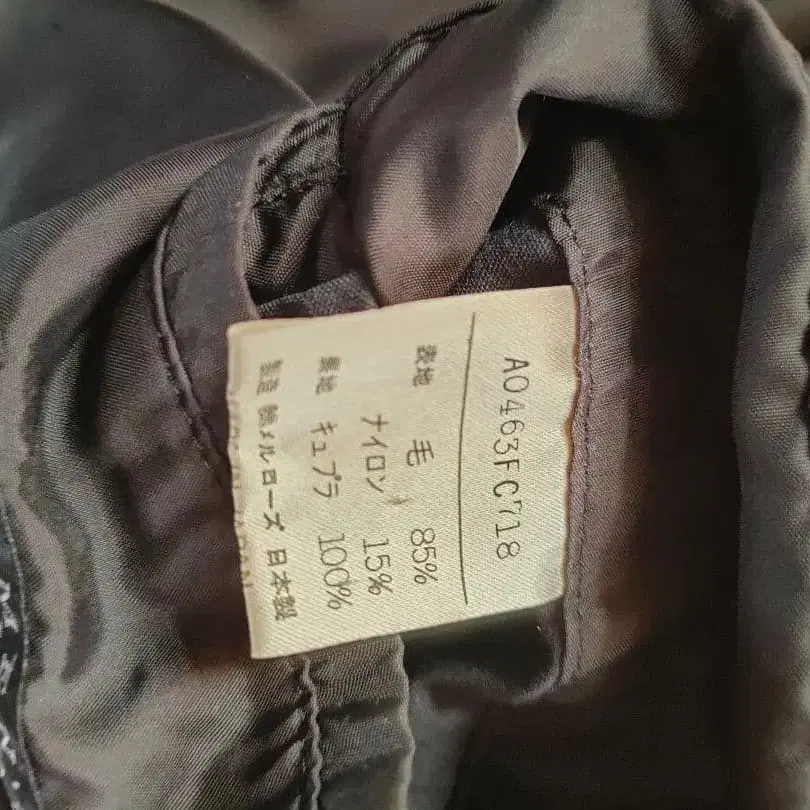 A0463FC718
表地 毛 85%
ナイロン 15%
裏地 キュプラ 100%
製造 ㈱メルローズ 日本製